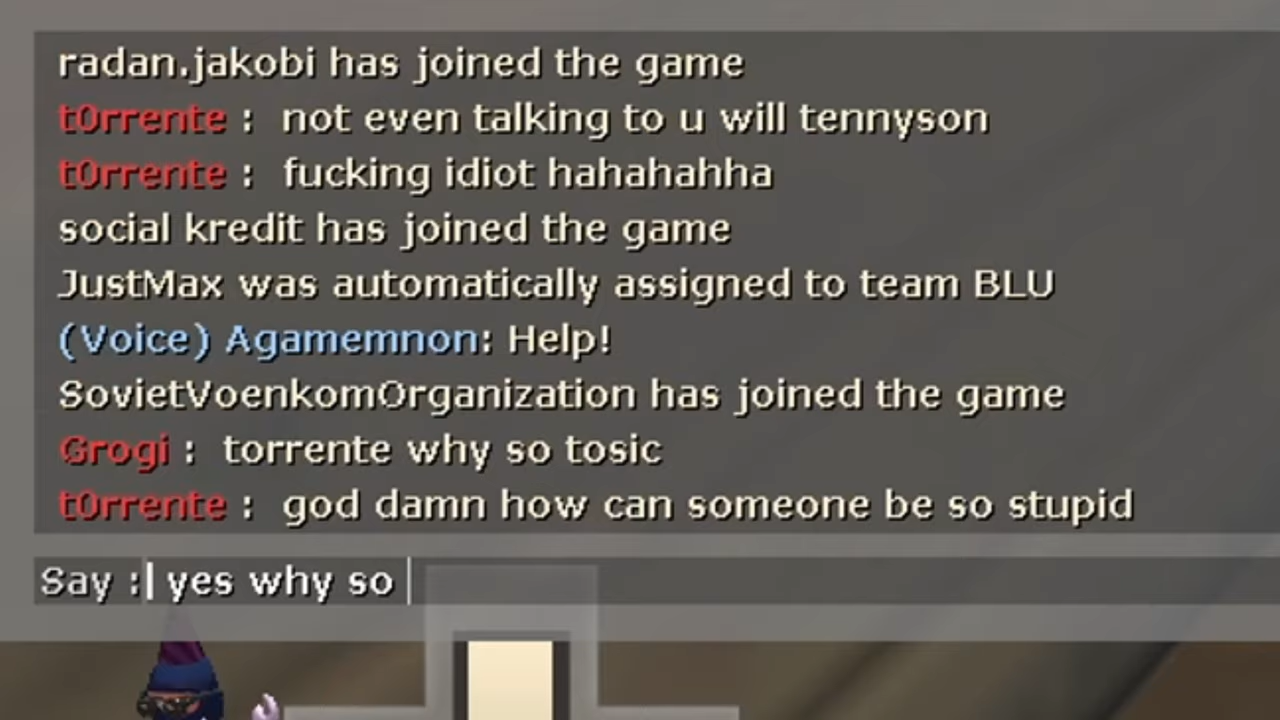 radan.jakobi has joined the game
t0rrente :  not even talking to u will tennyson
t0rrente :  fucking idiot hahahahha
social kredit has joined the game
JustMax was automatically assigned to team BLU
(Voice) Agamemnon: Help!
SovietVoenkomOrganization has joined the game
Grogi :  torrente why so tosic
t0rrente :  god damn how can someone be so stupid
Say : yes why so